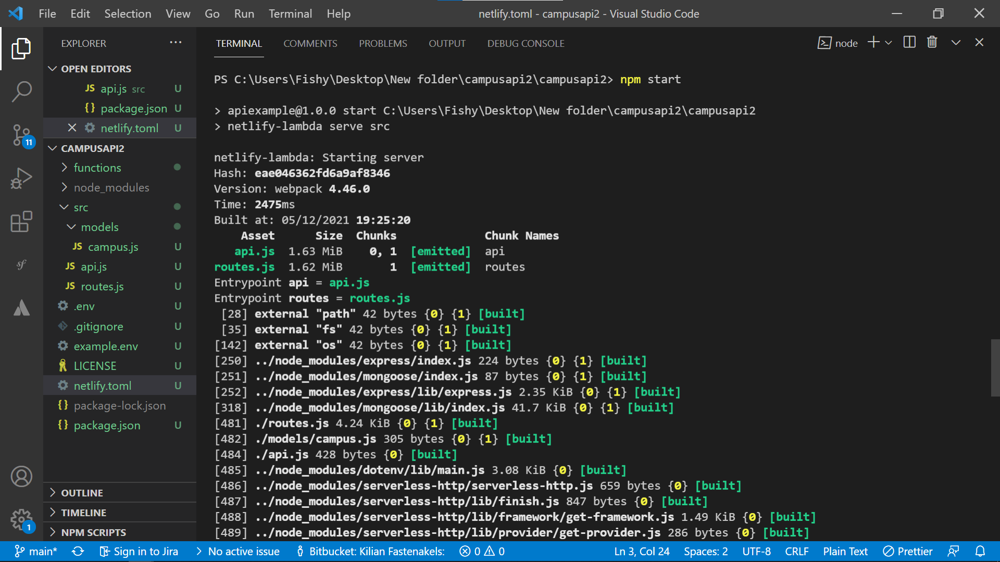 File Edit Selection View Go Run Terminal Help
netlify.toml - campusapi2 - Visual Studio Code
EXPLORER
OPEN EDITORS
JS api.js src U
{} package.json U
netlify.toml U
CAMPUSAPI2
functions
node_modules
src
models
JS campus.js U
JS api.js U
JS routes.js U
.env U
.gitignore U
example.env U
LICENSE U
netlify.toml U
{} package-lock.json
{} package.json U
OUTLINE
TIMELINE
NPM SCRIPTS
11
1
TERMINAL COMMENTS PROBLEMS OUTPUT DEBUG CONSOLE
node
PS C:\Users\Fishy\Desktop\New folder\campusapi2\campusapi2> npm start
> apiexample@1.0.0 start C:\Users\Fishy\Desktop\New folder\campusapi2\campusapi2
> netlify-lambda serve src
netlify-lambda: Starting server
Hash: eae046362fd6a9af8346
Version: webpack 4.46.0
Time: 2475ms
Built at: 05/12/2021 19:25:20
Asset Size Chunks Chunk Names
api.js 1.63 MiB 0, 1 [emitted] api
routes.js 1.62 MiB 1 [emitted] routes
Entrypoint api = api.js
Entrypoint routes = routes.js
[28] external "path" 42 bytes {0} {1} [built]
[35] external "fs" 42 bytes {0} {1} [built]
[142] external "os" 42 bytes {0} {1} [built]
[250] ../node_modules/express/index.js 224 bytes {0} {1} [built]
[251] ../node_modules/mongoose/index.js 87 bytes {0} {1} [built]
[252] ../node_modules/express/lib/express.js 2.35 KiB {0} {1} [built]
[318] ../node_modules/mongoose/lib/index.js 41.7 KiB {0} {1} [built]
[481] ./routes.js 4.24 KiB {0} {1} [built]
[482] ./models/campus.js 305 bytes {0} {1} [built]
[484] ./api.js 428 bytes {0} [built]
[485] ../node_modules/dotenv/lib/main.js 3.08 KiB {0} [built]
[486] ../node_modules/serverless-http/serverless-http.js 659 bytes {0} [built]
[487] ../node_modules/serverless-http/lib/finish.js 847 bytes {0} [built]
[488] ../node_modules/serverless-http/lib/framework/get-framework.js 1.49 KiB {0} [built]
[489] ../node_modules/serverless-http/lib/provider/get-provider.js 286 bytes {0} [built]
main* Sign in to Jira No active issue Bitbucket: Kilian Fastenakels: 0 0 Ln 3, Col 24 Spaces: 2 UTF-8 CRLF Plain Text Prettier